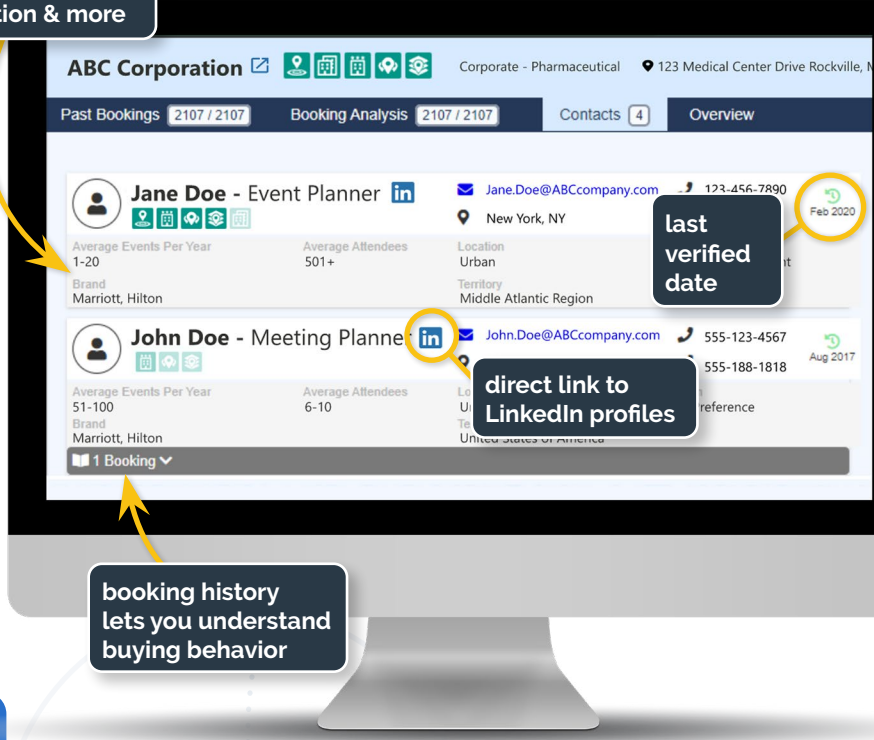 tion & more
ABC Corporation
Corporate - Pharmaceutical
123 Medical Center Drive Rockville,
Past Bookings 2107 / 2107
Booking Analysis 2107 / 2107
Contacts 4
Overview
Jane Doe - Event Planner in
Jane.Doe@ABCcompany.com
123-456-7890
New York, NY
Feb 2020
last
verified
date
Average Events Per Year
1-20
Average Attendees
501+
Location
Urban
Brand
Marriott, Hilton
Territory
Middle Atlantic Region
John Doe - Meeting Planner in
John.Doe@ABCcompany.com
555-123-4567
555-188-1818
Aug 2017
direct link to
LinkedIn profiles
Average Events Per Year
51-100
Average Attendees
6-10
reference
Brand
Marriott, Hilton
United States of America
1 Booking
booking history
lets you understand
buying behavior